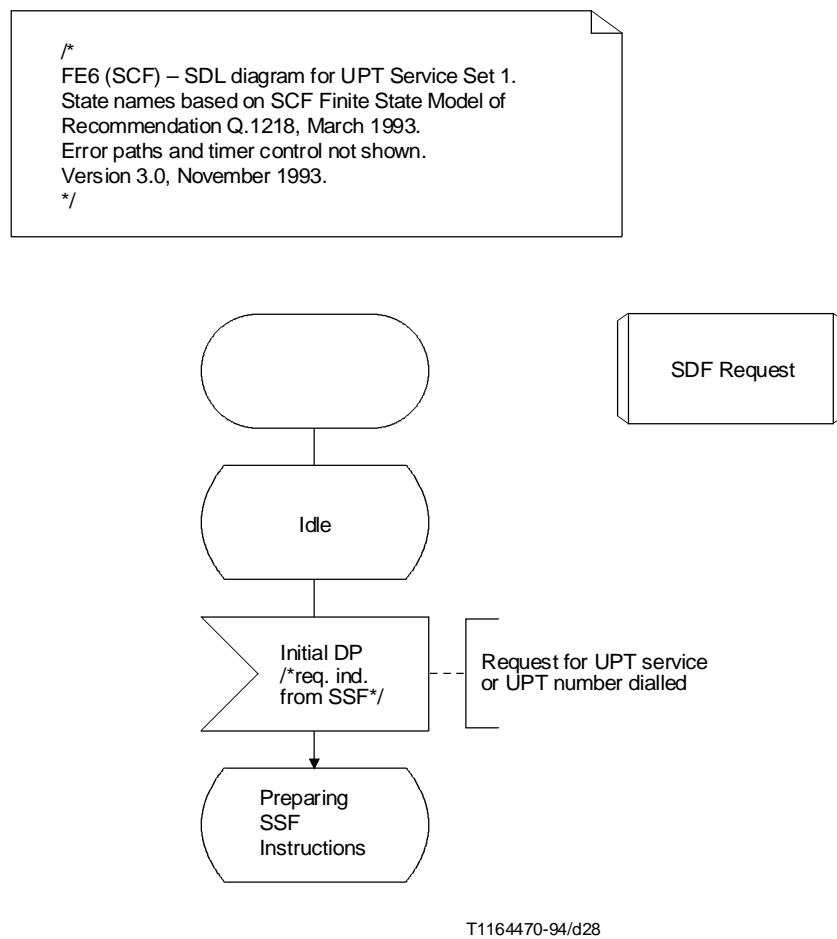 /*
FE6 (SCF) – SDL diagram for UPT Service Set 1.
State names based on SCF Finite State Model of
Recommendation Q.1218, March 1993.
Error paths and timer control not shown.
Version 3.0, November 1993.
*/
SDF Request
Idle
Initial DP
/*req. ind.
from SSF*/
Request for UPT service
or UPT number dialled
Preparing
SSF
Instructions
T1164470-94/d28